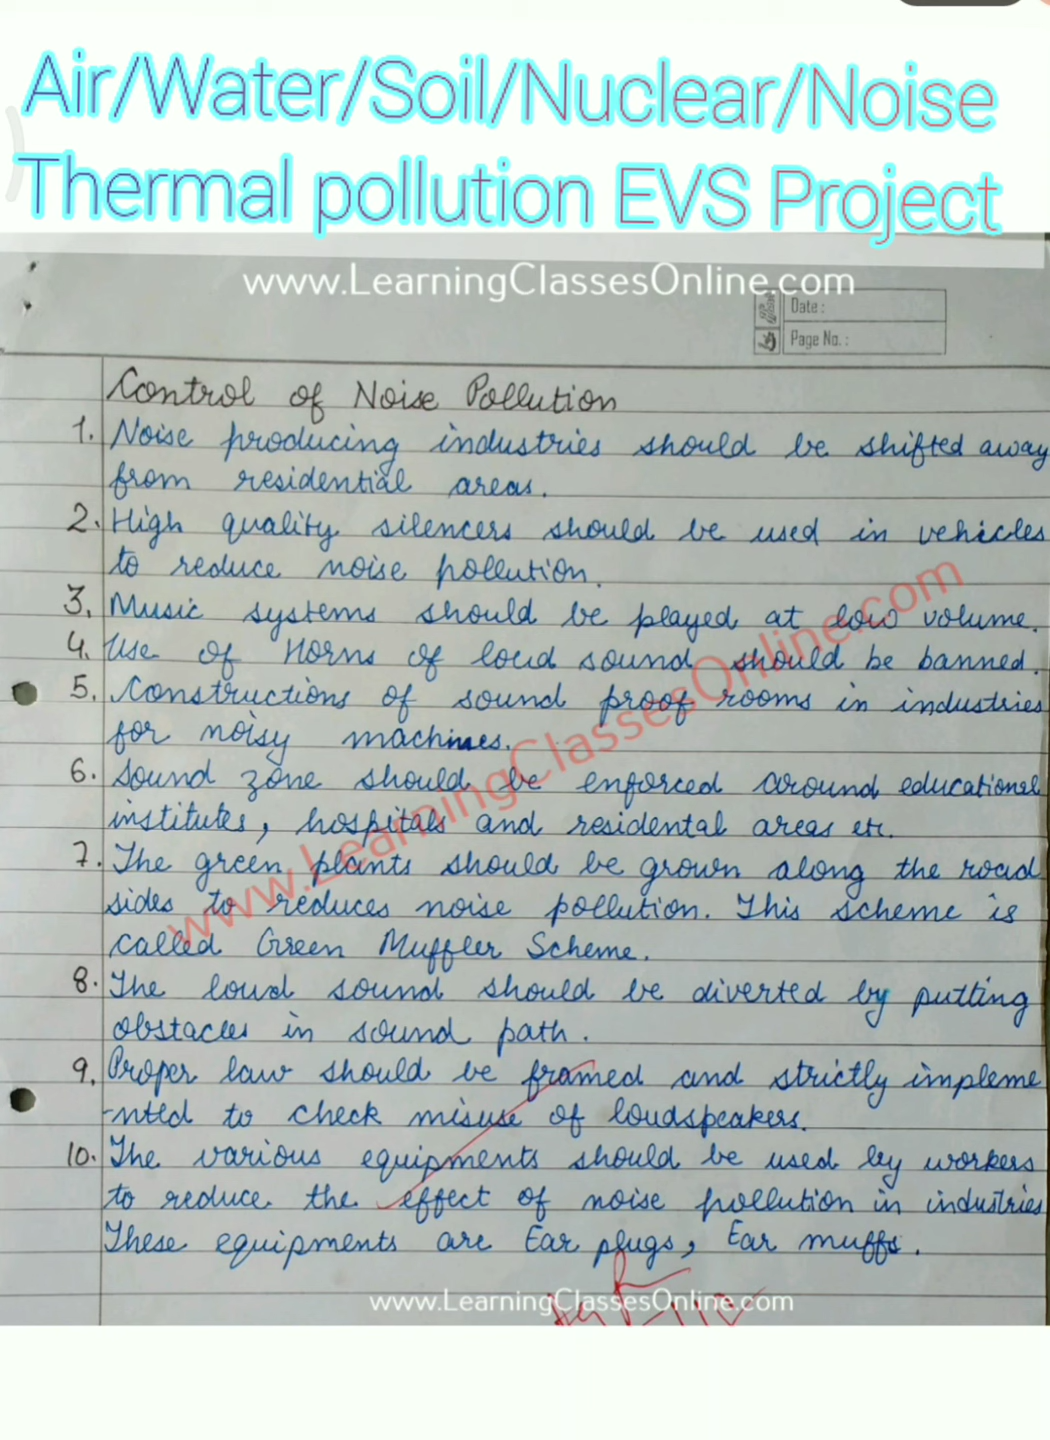 Air/Water/Soil/Nuclear/Noise
Thermal pollution EVS Project
www.LearningClassesOnline.com
Date :
Page No. :
Control of Noise Pollution
1. Noise producing industries should be shifted away
from residential areas.
2. High quality silencers should be used in vehicles
to reduce noise pollution.
3. Music systems should be played at low volume.
4. Use of Horns of loud sound should be banned.
5. Constructions of sound proof rooms in industries
for noisy machines.
6. Sound zone should be enforced around educational
institutes, hospitals and residental areas etc.
7. The green plants should be grown along the road
sides to reduces noise pollution. This scheme is
called Green Muffler Scheme.
8. The loud sound should be diverted by putting
obstacles in sound path.
9. Proper law should be framed and strictly impleme
-nted to check misuse of loudspeakers.
10. The various equipments should be used by workers
to reduce the effect of noise pollution in industries
These equipments are Ear plugs, Ear muffs.
www.LearningClassesOnline.com
www.LearningClassesOnline.com